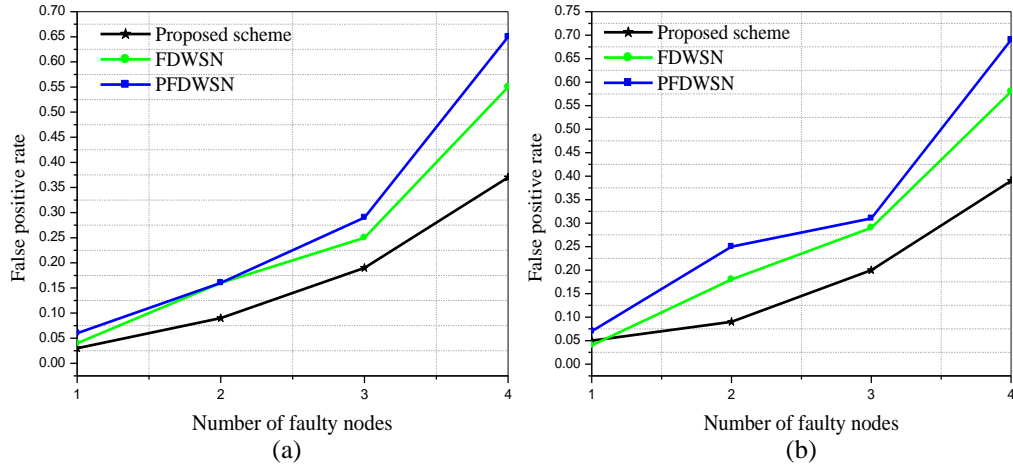 0.70
0.65
0.60
0.55
0.50
0.45
0.40
0.35
0.30
0.25
0.20
0.15
0.10
0.05
0.00
False positive rate
Proposed scheme
FDWSN
PFDWSN
1 2 3 4
Number of faulty nodes
(a)
0.75
0.70
0.65
0.60
0.55
0.50
0.45
0.40
0.35
0.30
0.25
0.20
0.15
0.10
0.05
0.00
False positive rate
Proposed scheme
FDWSN
PFDWSN
1 2 3 4
Number of faulty nodes
(b)